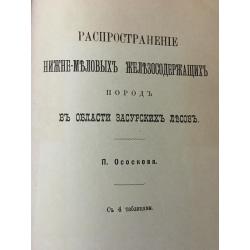 РАСПРОСТРАНЕНІЕ
НИЖНЕ-МѢЛОВЫХЪ ЖЕЛѢЗОСОДЕРЖАЩИХЪ
ПОРОДЪ
ВЪ ОБЛАСТИ ЗАСУРСКИХЪ ЛѢСОВЪ.
П. Ососкова.
Съ 4 таблицами.